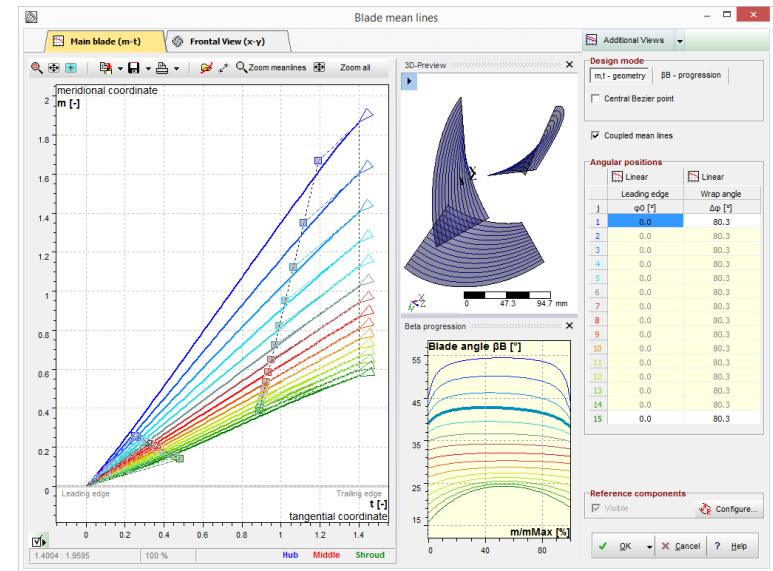 Blade mean lines
Main blade (m-t)
Frontal View (x-y)
Zoom meanlines
Zoom all
meridional coordinate
m [-]
2
1.8
1.6
1.4
1.2
1
0.8
0.6
0.4
0.2
0
Leading edge
Trailing edge
t [-]
tangential coordinate
0 0.2 0.4 0.6 0.8 1 1.2 1.4
1.4004 : 1.9595
100 %
Hub Middle Shroud
3D-Preview
0 47.3 94.7 mm
Beta progression
Blade angle βB [°]
55
45
35
25
15
m/mMax [%]
0 40 80
Additional Views
Design mode
m,t - geometry
βB - progression
Central Bezier point
Coupled mean lines
Angular positions
Linear Linear
Leading edge Wrap angle
j φ0 [°] Δφ [°]
1 0.0 80.3
2 0.0 80.3
3 0.0 80.3
4 0.0 80.3
5 0.0 80.3
6 0.0 80.3
7 0.0 80.3
8 0.0 80.3
9 0.0 80.3
10 0.0 80.3
11 0.0 80.3
12 0.0 80.3
13 0.0 80.3
14 0.0 80.3
15 0.0 80.3
Reference components
Visible
Configure...
OK
Cancel
? Help